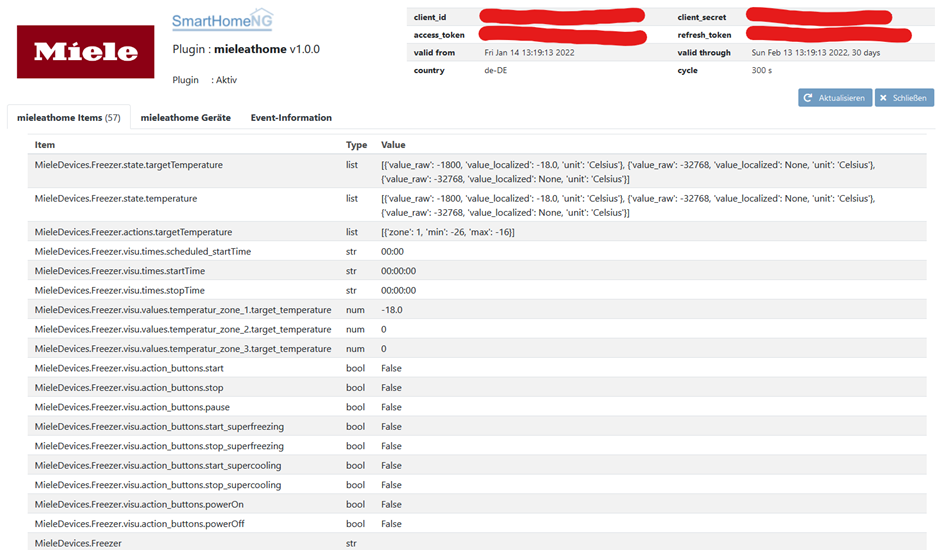 Miele
SmartHomeNG
Plugin : mieleathome v1.0.0
Plugin : Aktiv
client_id client_secret
access_token refresh_token
valid from Fri Jan 14 13:19:13 2022 valid through Sun Feb 13 13:19:13 2022, 30 days
country de-DE cycle 300 s
Aktualisieren Schließen
mieleathome Items (57) mieleathome Geräte Event-Information
Item Type Value
MieleDevices.Freezer.state.targetTemperature list [{'value_raw': -1800, 'value_localized': -18.0, 'unit': 'Celsius'}, {'value_raw': -32768, 'value_localized': None, 'unit': 'Celsius'},
{'value_raw': -32768, 'value_localized': None, 'unit': 'Celsius'}]
MieleDevices.Freezer.state.temperature list [{'value_raw': -1800, 'value_localized': -18.0, 'unit': 'Celsius'}, {'value_raw': -32768, 'value_localized': None, 'unit': 'Celsius'},
{'value_raw': -32768, 'value_localized': None, 'unit': 'Celsius'}]
MieleDevices.Freezer.actions.targetTemperature list [{'zone': 1, 'min': -26, 'max': -16}]
MieleDevices.Freezer.visu.times.scheduled_startTime str 00:00
MieleDevices.Freezer.visu.times.startTime str 00:00:00
MieleDevices.Freezer.visu.times.stopTime str 00:00:00
MieleDevices.Freezer.visu.values.temperatur_zone_1.target_temperature num -18.0
MieleDevices.Freezer.visu.values.temperatur_zone_2.target_temperature num 0
MieleDevices.Freezer.visu.values.temperatur_zone_3.target_temperature num 0
MieleDevices.Freezer.visu.action_buttons.start bool False
MieleDevices.Freezer.visu.action_buttons.stop bool False
MieleDevices.Freezer.visu.action_buttons.pause bool False
MieleDevices.Freezer.visu.action_buttons.start_superfreezing bool False
MieleDevices.Freezer.visu.action_buttons.stop_superfreezing bool False
MieleDevices.Freezer.visu.action_buttons.start_supercooling bool False
MieleDevices.Freezer.visu.action_buttons.stop_supercooling bool False
MieleDevices.Freezer.visu.action_buttons.powerOn bool False
MieleDevices.Freezer.visu.action_buttons.powerOff bool False
MieleDevices.Freezer str